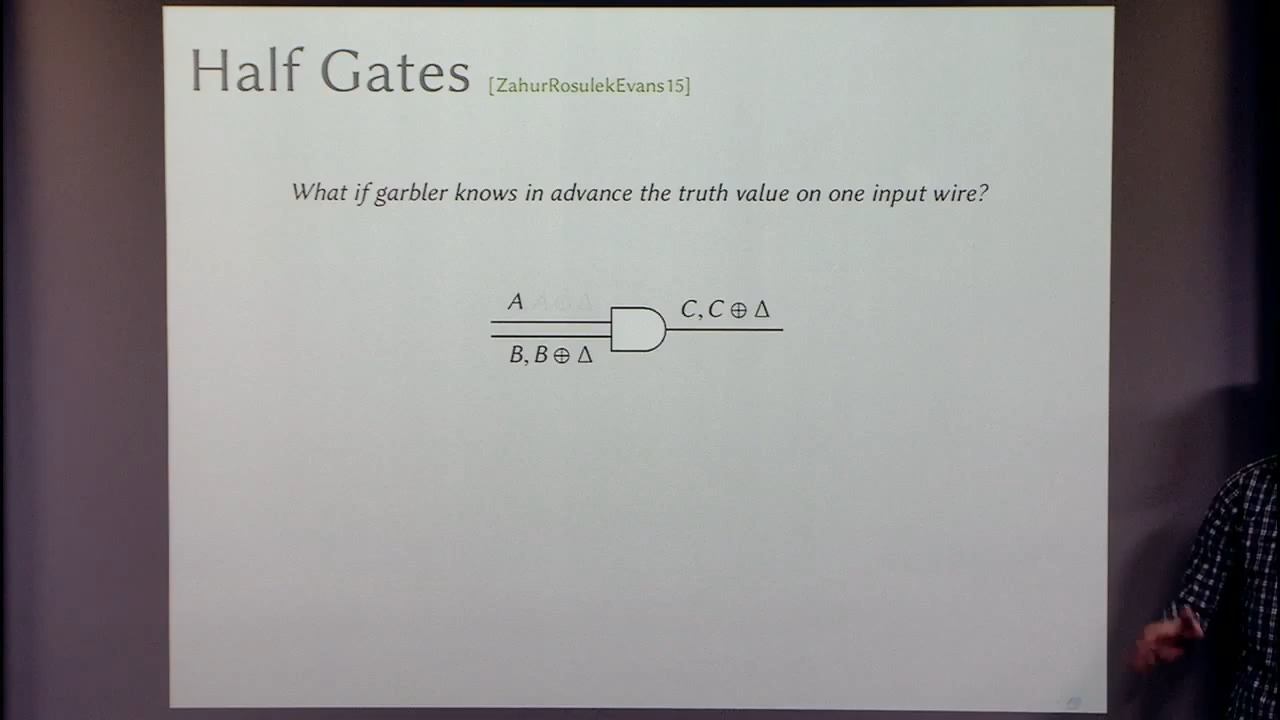 Half Gates [ZahurRosulekEvans15]
What if garbler knows in advance the truth value on one input wire?
A A ⊕ Δ
C, C ⊕ Δ
B, B ⊕ Δ